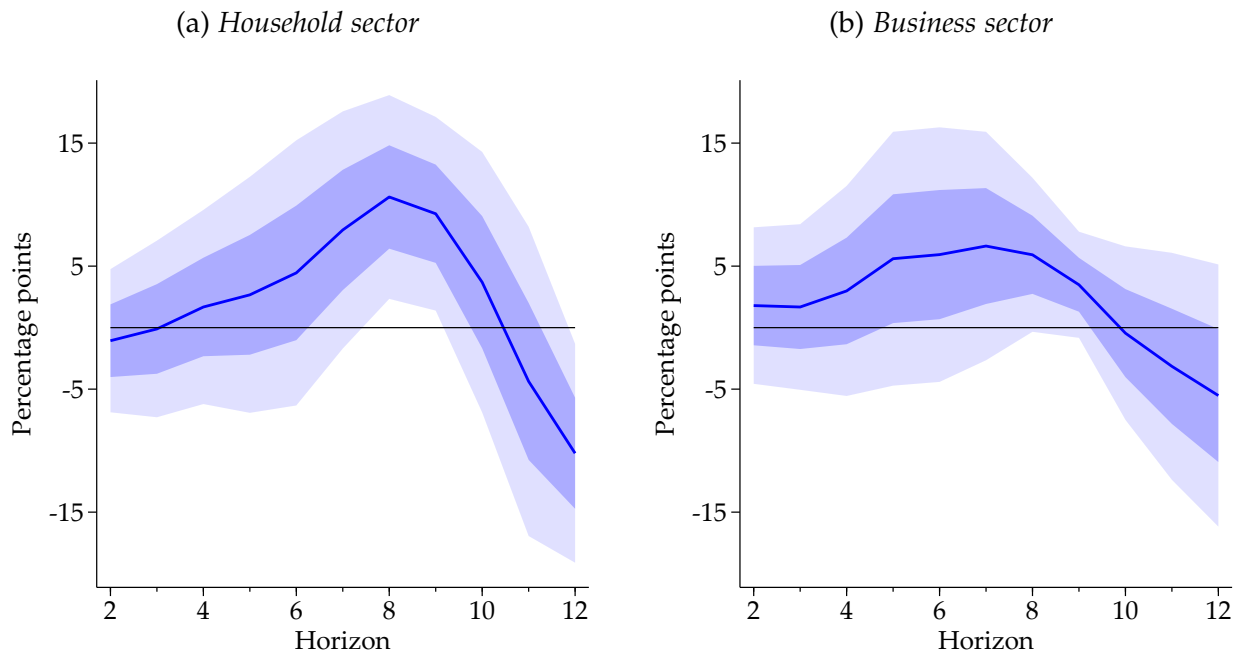 (a) Household sector
Percentage points
15
5
-5
-15
2 4 6 8 10 12
Horizon
(b) Business sector
Percentage points
15
5
-5
-15
2 4 6 8 10 12
Horizon